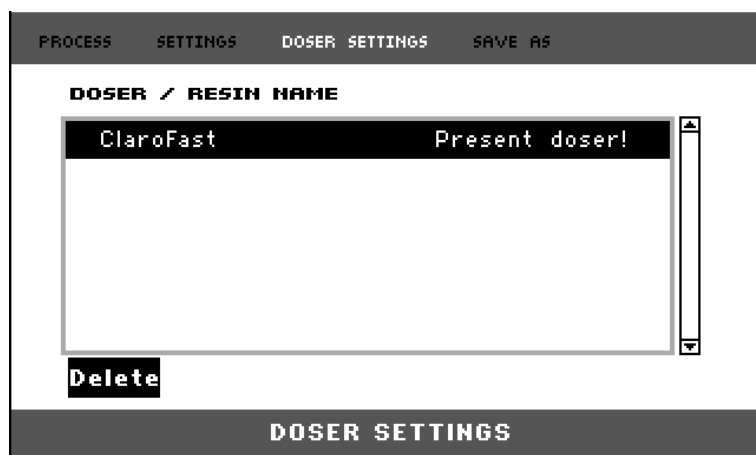 PROCESS SETTINGS DOSER SETTINGS SAVE AS
DOSER / RESIN NAME
ClaroFast Present doser!
Delete
DOSER SETTINGS